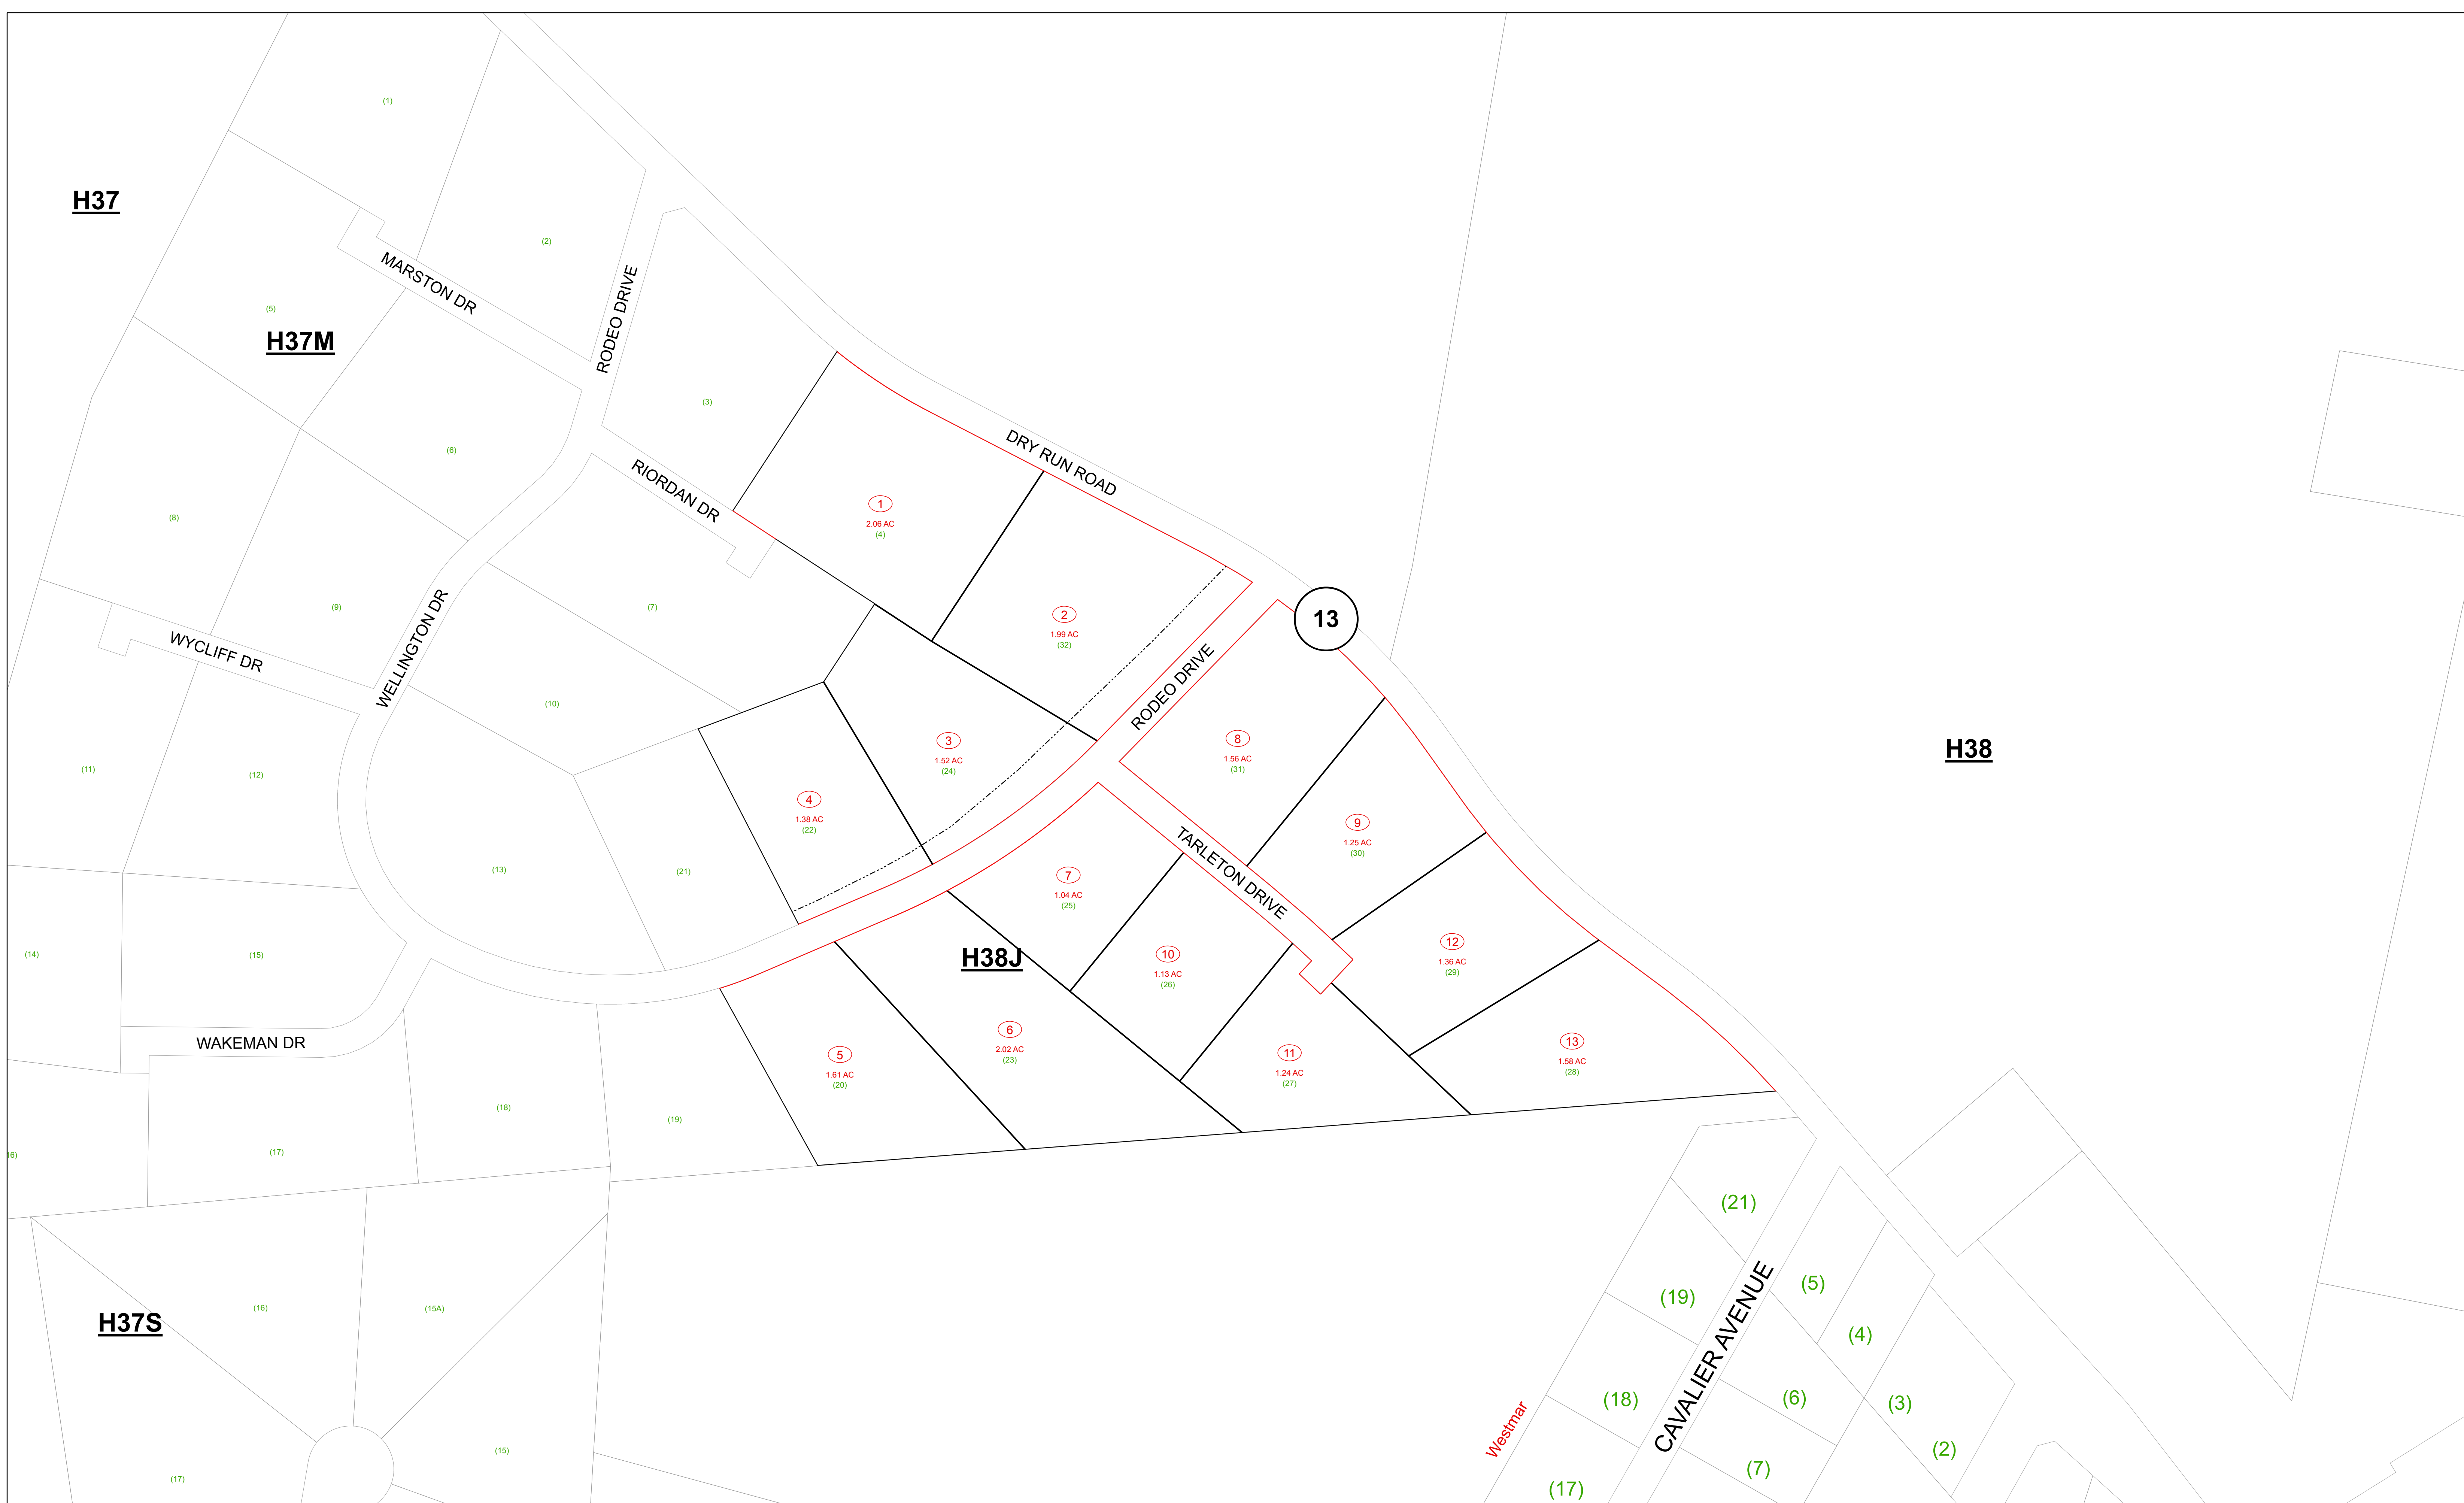 (1)
H37
(2)
MARSTON DR
RODEO DRIVE
(5)
H37M
(3)
(6)
DRY RUN ROAD
RIORDAN DR
1
2.06 AC
(4)
(8)
(9)
(7)
WELLINGTON DR
WYCLIFF DR
2
1.99 AC
(32)
13
RODEO DRIVE
(10)
3
1.52 AC
(24)
8
1.56 AC
(31)
H38
(11)
(12)
4
1.38 AC
(22)
9
1.25 AC
(30)
TARLETON DRIVE
(13)
(21)
7
1.04 AC
(25)
(14)
(15)
H38J
10
1.13 AC
(26)
12
1.36 AC
(29)
WAKEMAN DR
5
1.61 AC
(20)
6
2.02 AC
(23)
11
1.24 AC
(27)
13
1.58 AC
(28)
(18)
(19)
16)
(17)
(21)
H37S
(16)
(15A)
(19)
CAVALIER AVENUE
(5)
(4)
(18)
(6)
(3)
Westmar
(15)
(17)
(17)
(7)
(2)